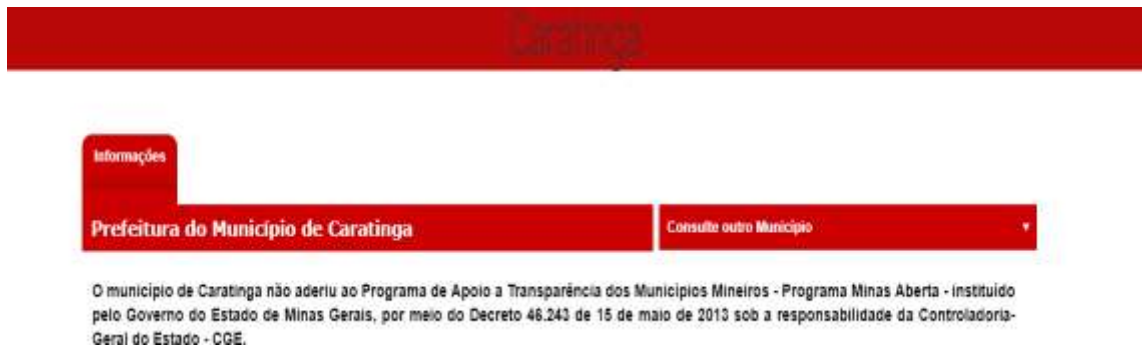 Caratinga
Informações
Prefeitura do Município de Caratinga
Consulte outro Município
O município de Caratinga não aderiu ao Programa de Apoio a Transparência dos Municípios Mineiros - Programa Minas Aberta - instituído
pelo Governo do Estado de Minas Gerais, por meio do Decreto 46.243 de 15 de maio de 2013 sob a responsabilidade da Controladoria-
Geral do Estado - CGE.